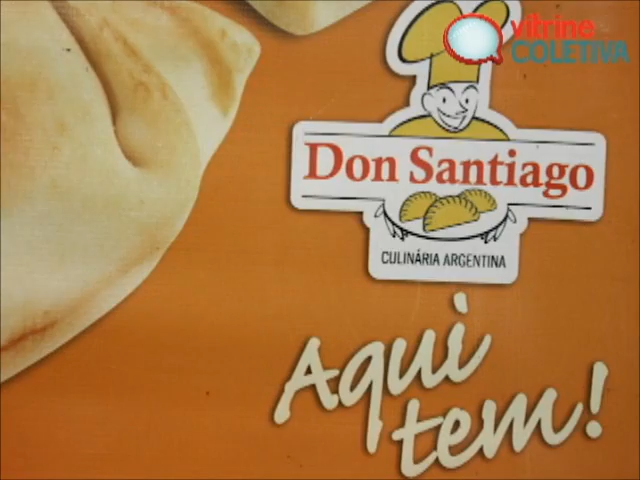 vitrine
COLETIVA
Don Santiago
CULINÁRIA ARGENTINA
Aqui
tem!